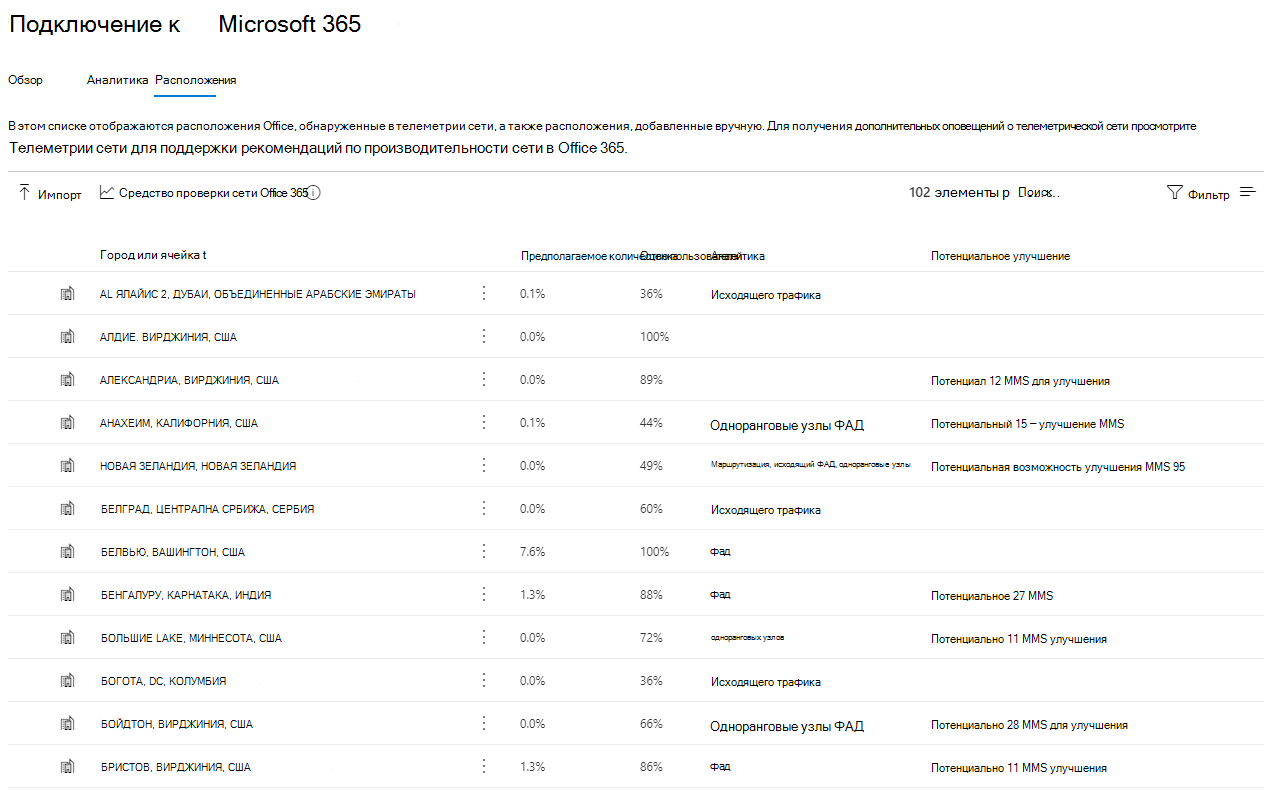 Подключение к Microsoft 365
Обзор Аналитика Расположения
В этом списке отображаются расположения Office, обнаруженные в телеметрии сети, а также расположения, добавленные вручную. Для получения дополнительных оповещений о телеметрической сети просмотрите
Телеметрии сети для поддержки рекомендаций по производительности сети в Office 365.
Импорт Средство проверки сети Office 365 102 элементы р Поиск.. Фильтр
Город или ячейка t Предполагаемое количество Оценка пользователей Аналитика Потенциальное улучшение
AL ЯЛАЙИС 2, ДУБАИ, ОБЪЕДИНЕННЫЕ АРАБСКИЕ ЭМИРАТЫ 0.1% 36% Исходящего трафика
АЛДИЕ. ВИРДЖИНИЯ, США 0.0% 100%
АЛЕКСАНДРИА, ВИРДЖИНИЯ, США 0.0% 89% Потенциал 12 MMS для улучшения
АНАХЕИМ, КАЛИФОРНИЯ, США 0.1% 44% Одноранговые узлы ФАД Потенциальный 15 – улучшение MMS
НОВАЯ ЗЕЛАНДИЯ, НОВАЯ ЗЕЛАНДИЯ 0.0% 49% Маршрутизация, исходящий ФАД, одноранговые узлы Потенциальная возможность улучшения MMS 95
БЕЛГРАД, ЦЕНТРАЛНА СРБИЖА, СЕРБИЯ 0.0% 60% Исходящего трафика
БЕЛВЬЮ, ВАШИНГТОН, США 7.6% 100% ФАД
БЕНГАЛУРУ, КАРНАТАКА, ИНДИЯ 1.3% 88% ФАД Потенциальное 27 MMS
БОЛЬШИЕ LAKE, МИННЕСОТА, США 0.0% 72% одноранговых узлов Потенциально 11 MMS улучшения
БОГОТА, DC, КОЛУМБИЯ 0.0% 36% Исходящего трафика
БОЙДТОН, ВИРДЖИНИЯ, США 0.0% 66% Одноранговые узлы ФАД Потенциально 28 MMS для улучшения
БРИСТОВ, ВИРДЖИНИЯ, США 1.3% 86% ФАД Потенциально 11 MMS улучшения